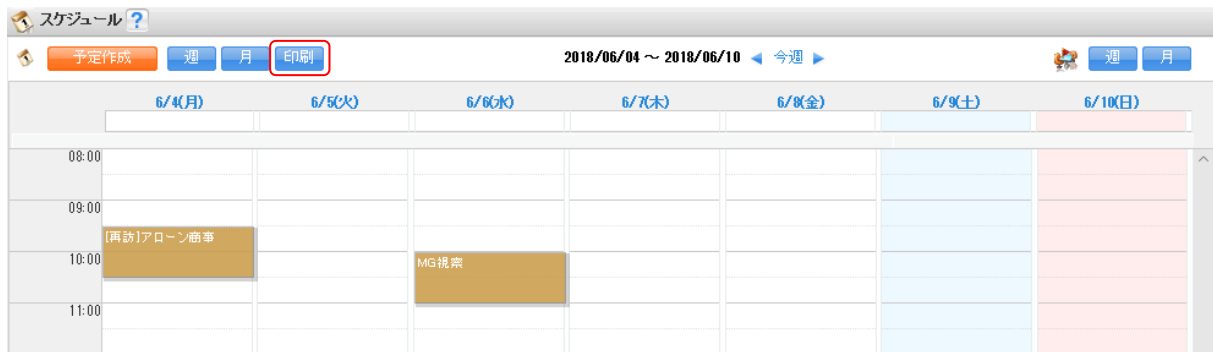 スケジュール ?
予定作成 週 月 印刷 2018/06/04 ～ 2018/06/10 ◀ 今週 ▶ 週 月
6/4(月) 6/5(火) 6/6(水) 6/7(木) 6/8(金) 6/9(土) 6/10(日)
08:00
09:00
[再訪]アローン商事
10:00 MG視案
11:00